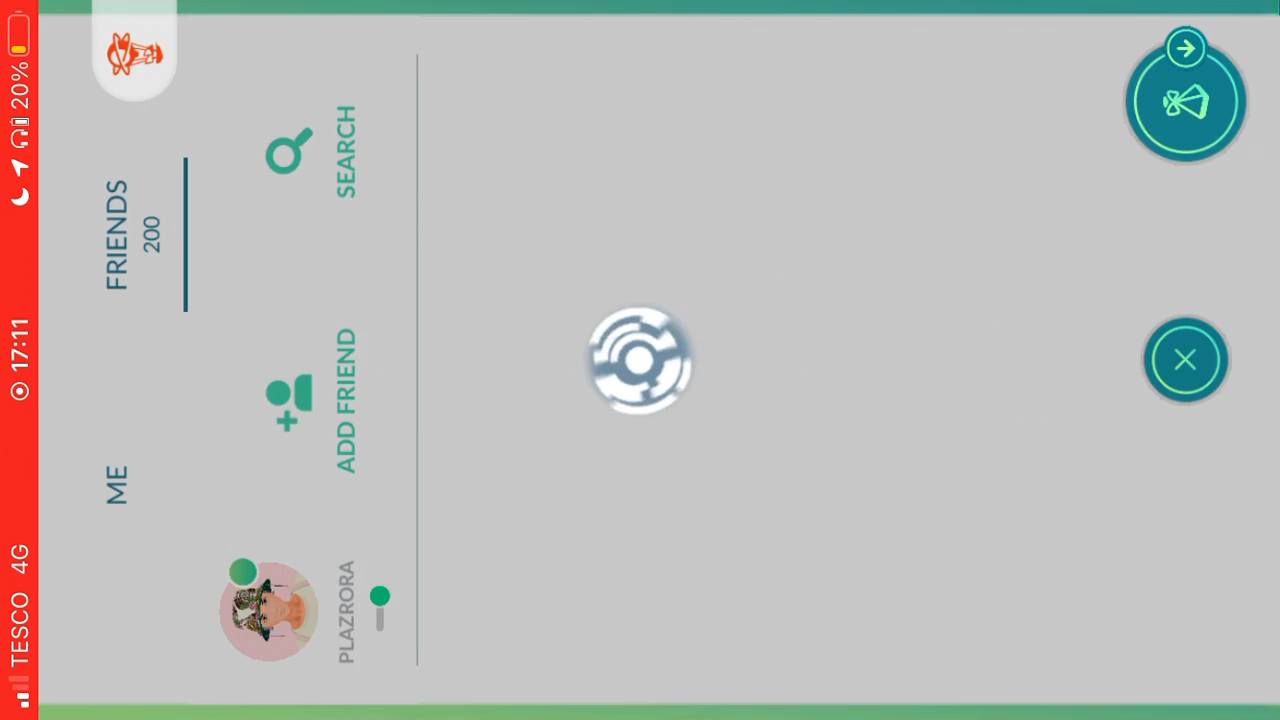 TESCO 4G 17:11 20%
ME
FRIENDS
200
PLAZRORA
ADD FRIEND
SEARCH